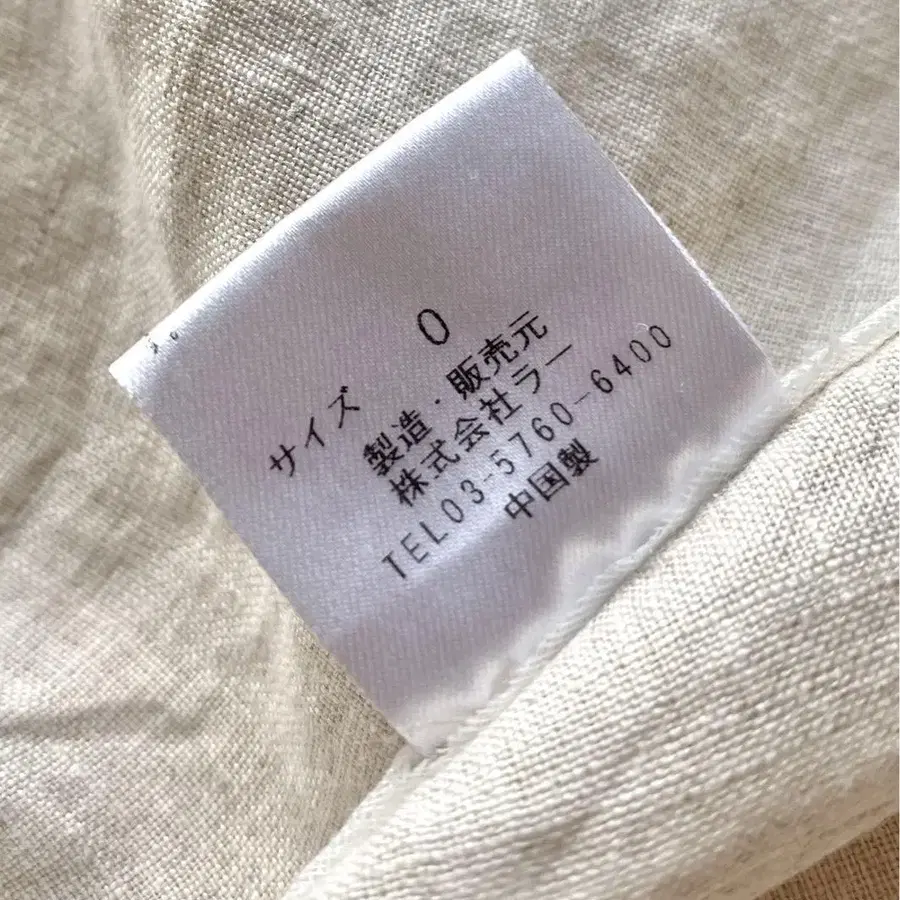 サイズ 0
製造・販売元
株式会社ラー
TEL03-5760-6400
中国製